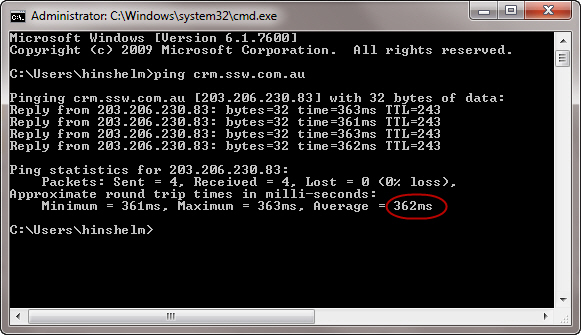 Administrator: C:\Windows\system32\cmd.exe
Microsoft Windows [Version 6.1.7600]
Copyright (c) 2009 Microsoft Corporation.  All rights reserved.
C:\Users\hinshelm>ping crm.ssw.com.au
Pinging crm.ssw.com.au [203.206.230.83] with 32 bytes of data:
Reply from 203.206.230.83: bytes=32 time=363ms TTL=243
Reply from 203.206.230.83: bytes=32 time=361ms TTL=243
Reply from 203.206.230.83: bytes=32 time=363ms TTL=243
Reply from 203.206.230.83: bytes=32 time=362ms TTL=243
Ping statistics for 203.206.230.83:
    Packets: Sent = 4, Received = 4, Lost = 0 (0% loss),
Approximate round trip times in milli-seconds:
    Minimum = 361ms, Maximum = 363ms, Average = 362ms
C:\Users\hinshelm>